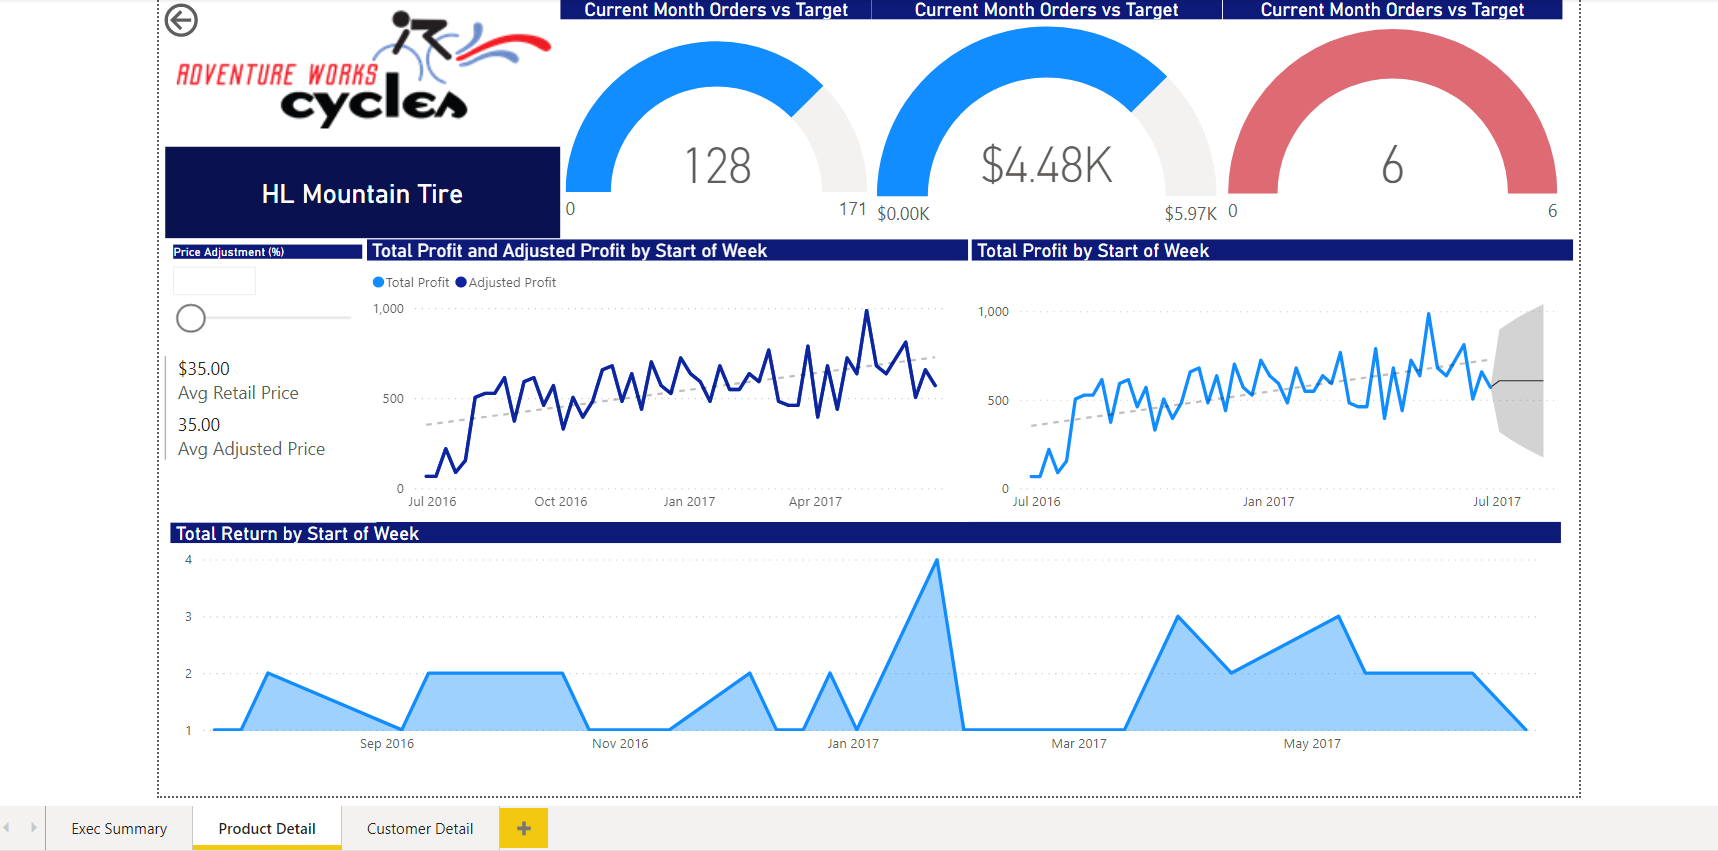 ADVENTURE WORKS
cycles
HL Mountain Tire
Current Month Orders vs Target
128
0
171
Current Month Orders vs Target
$4.48K
$0.00K
$5.97K
Current Month Orders vs Target
6
0
6
Price Adjustment (%)
$35.00
Avg Retail Price
35.00
Avg Adjusted Price
Total Profit and Adjusted Profit by Start of Week
Total Profit
Adjusted Profit
1,000
500
0
Jul 2016
Oct 2016
Jan 2017
Apr 2017
Total Profit by Start of Week
1,000
500
0
Jul 2016
Jan 2017
Jul 2017
Total Return by Start of Week
4
3
2
1
Sep 2016
Nov 2016
Jan 2017
Mar 2017
May 2017
Exec Summary
Product Detail
Customer Detail
+